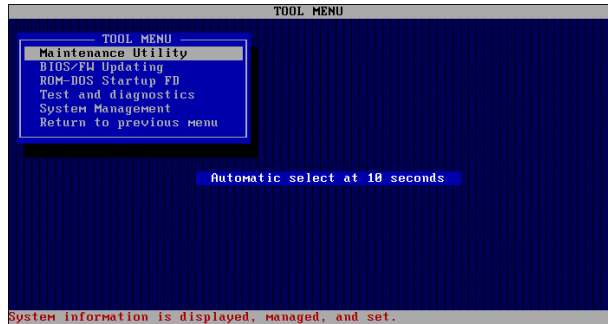 TOOL MENU
TOOL MENU
Maintenance Utility
BIOS/FW Updating
ROM-DOS Startup FD
Test and diagnostics
System Management
Return to previous menu
Automatic select at 10 seconds
System information is displayed, managed, and set.